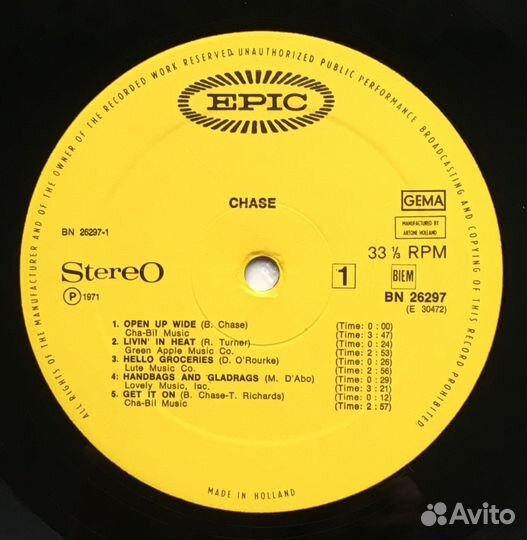 ALL RIGHTS OF THE MANUFACTURER AND OF THE OWNER OF THE RECORDED WORK RESERVED. UNAUTHORIZED PUBLIC PERFORMANCE BROADCASTING AND COPYING OF THIS RECORD PROHIBITED.
EPIC
CHASE
GEMA
BN 26297-1
MANUFACTURED BY
ARTONE HOLLAND
33 ⅓ RPM
SterеO
1
BIEM
Ⓟ 1971
BN 26297
(E 30472)
1. OPEN UP WIDE (B. Chase) (Time: 0 : 00)
Cha-Bil Music (Time: 3 : 47)
2. LIVIN' IN HEAT (R. Turner) (Time: 0 : 24)
Green Apple Music Co. (Time: 2 : 53)
3. HELLO GROCERIES (D. O'Rourke) (Time: 0 : 26)
Lute Music Co. (Time: 2 : 56)
4. HANDBAGS AND GLADRAGS (M. D'Abo) (Time: 0 : 29)
Lovely Music, Inc. (Time: 3 : 21)
5. GET IT ON (B. Chase-T. Richards) (Time: 0 : 12)
Cha-Bil Music (Time: 2 : 57)
MADE IN HOLLAND
Avito